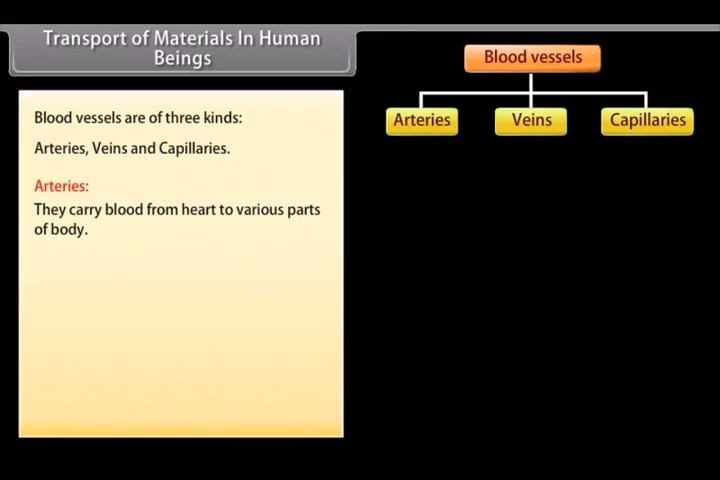 Transport of Materials In Human
Beings
Blood vessels are of three kinds:
Arteries, Veins and Capillaries.
Arteries:
They carry blood from heart to various parts
of body.
Blood vessels
Arteries
Veins
Capillaries